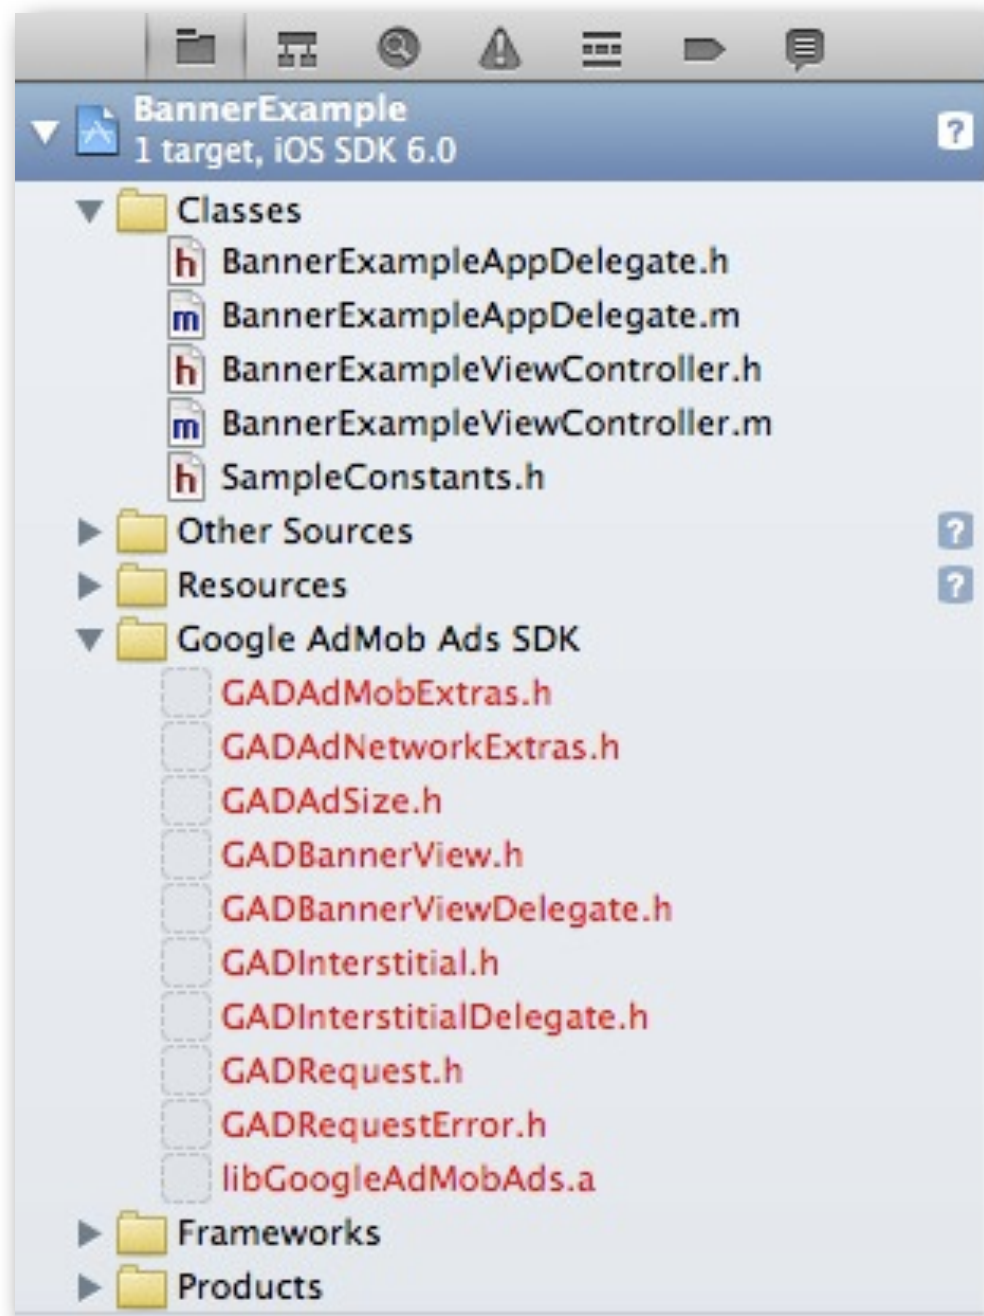 BannerExample
?
1 target, iOS SDK 6.0
Classes
h BannerExampleAppDelegate.h
m BannerExampleAppDelegate.m
h BannerExampleViewController.h
m BannerExampleViewController.m
h SampleConstants.h
Other Sources ?
Resources ?
Google AdMob Ads SDK
GADAdMobExtras.h
GADAdNetworkExtras.h
GADAdSize.h
GADBannerView.h
GADBannerViewDelegate.h
GADInterstitial.h
GADInterstitialDelegate.h
GADRequest.h
GADRequestError.h
libGoogleAdMobAds.a
Frameworks
Products